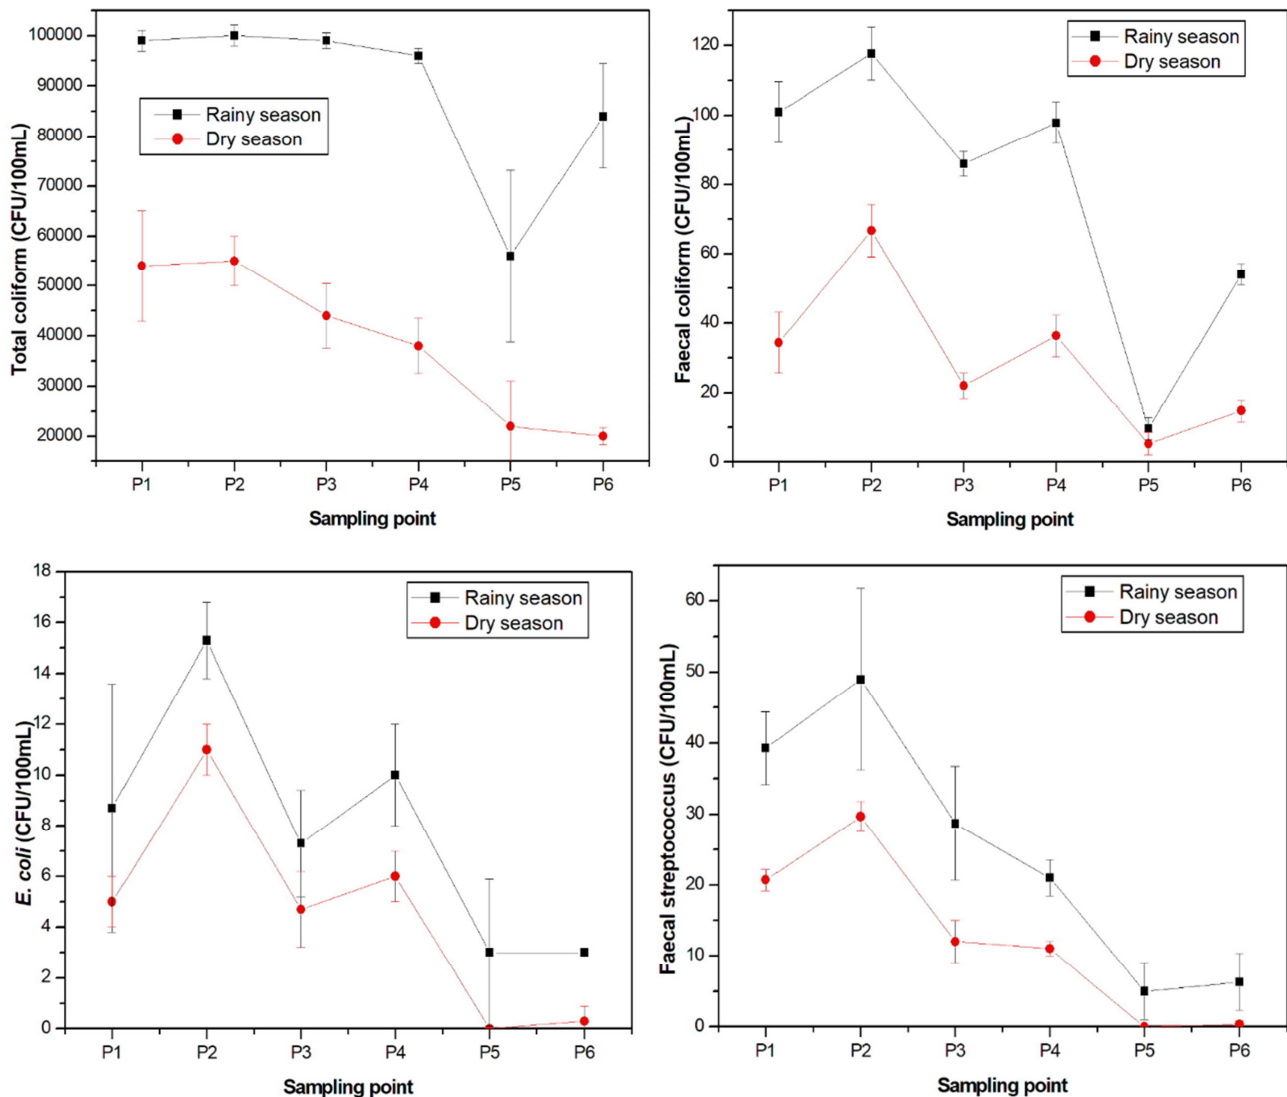 Total coliform (CFU/100mL)
100000
90000
80000
70000
60000
50000
40000
30000
20000
Rainy season
Dry season
P1 P2 P3 P4 P5 P6
Sampling point
Faecal coliform (CFU/100mL)
120
100
80
60
40
20
0
Rainy season
Dry season
P1 P2 P3 P4 P5 P6
Sampling point
E. coli (CFU/100mL)
18
16
14
12
10
8
6
4
2
0
Rainy season
Dry season
P1 P2 P3 P4 P5 P6
Sampling point
Faecal streptococcus (CFU/100mL)
60
50
40
30
20
10
0
Rainy season
Dry season
P1 P2 P3 P4 P5 P6
Sampling point